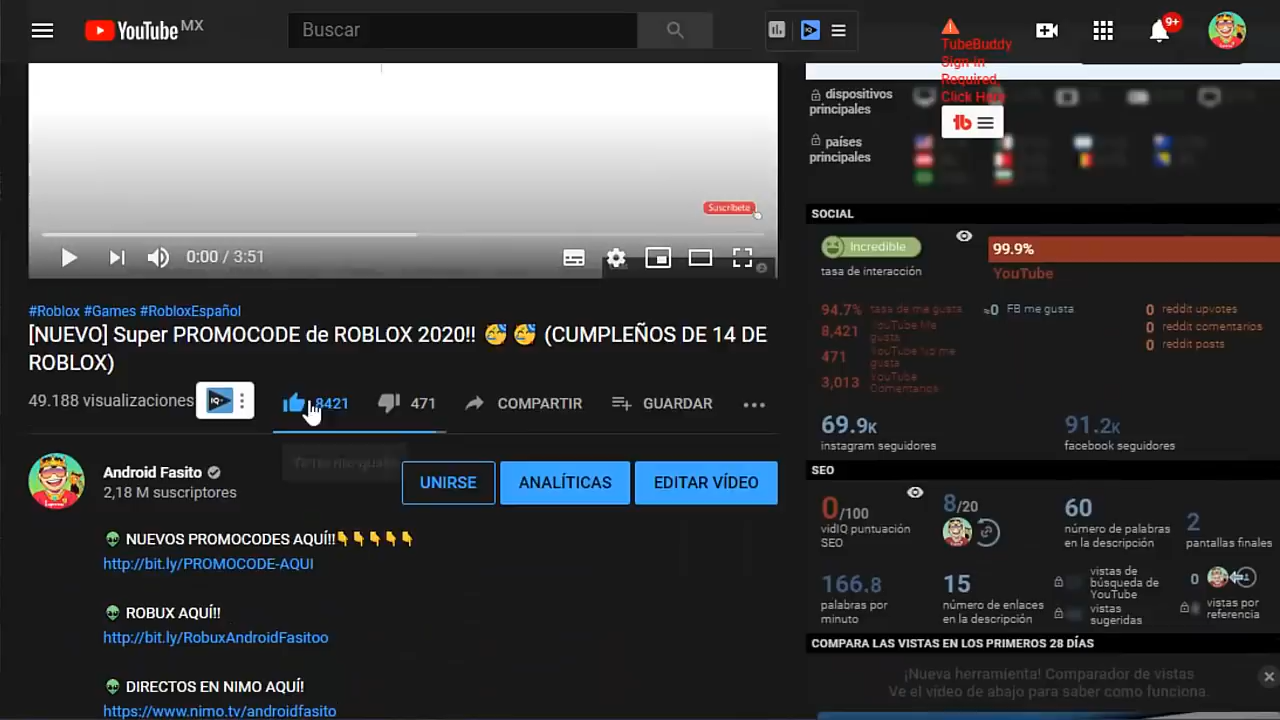 YouTube MX
Buscar
9+
TubeBuddy
Sign In
Required,
Click Here
tb
dispositivos
principales
países
principales
Suscríbete
0:00 / 3:51
#Roblox #Games #RobloxEspañol
[NUEVO] Super PROMOCODE de ROBLOX 2020!! 🥳 🥳 (CUMPLEÑOS DE 14 DE
ROBLOX)
49.188 visualizaciones
IQ
8421
471
COMPARTIR
GUARDAR
Android Fasito
2,18 M suscriptores
UNIRSE
ANALÍTICAS
EDITAR VÍDEO
👽 NUEVOS PROMOCODES AQUÍ!!👇👇👇👇👇
http://bit.ly/PROMOCODE-AQUI
👽 ROBUX AQUÍ!!
http://bit.ly/RobuxAndroidFasitoo
👽 DIRECTOS EN NIMO AQUÍ!
https://www.nimo.tv/androidfasito
SOCIAL
Incredible
tasa de interacción
99.9%
YouTube
94.7% tasa de me gusta
8,421 YouTube Me
gusta
471 YouTube No me
gusta
3,013 YouTube
Comentarios
≈0 FB me gusta
0 reddit upvotes
0 reddit comentarios
0 reddit posts
69.9K
instagram seguidores
91.2K
facebook seguidores
SEO
0/100
vidIQ puntuación
SEO
8/20
60
número de palabras
en la descripción
2
pantallas finales
166.8
palabras por
minuto
15
número de enlaces
en la descripción
vistas de
búsqueda de
YouTube
vistas
sugeridas
0
vistas por
referencia
COMPARA LAS VISTAS EN LOS PRIMEROS 28 DÍAS
¡Nueva herramienta! Comparador de vistas
Ve el vídeo de abajo para saber como funciona.